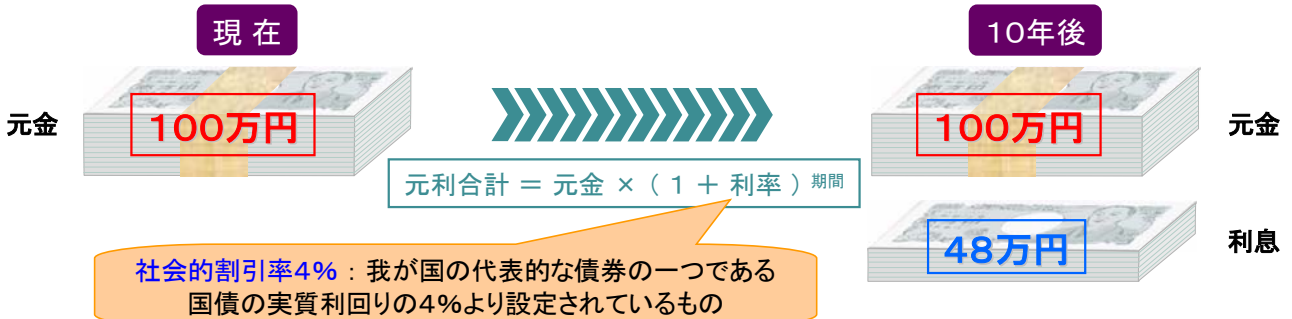 現 在
10年後
元金
100万円
100万円
元金
元利合計 ＝ 元金 ×（ 1 ＋ 利率 ）期間
48万円
利息
社会的割引率4％ ： 我が国の代表的な債券の一つである
国債の実質利回りの4％より設定されているもの